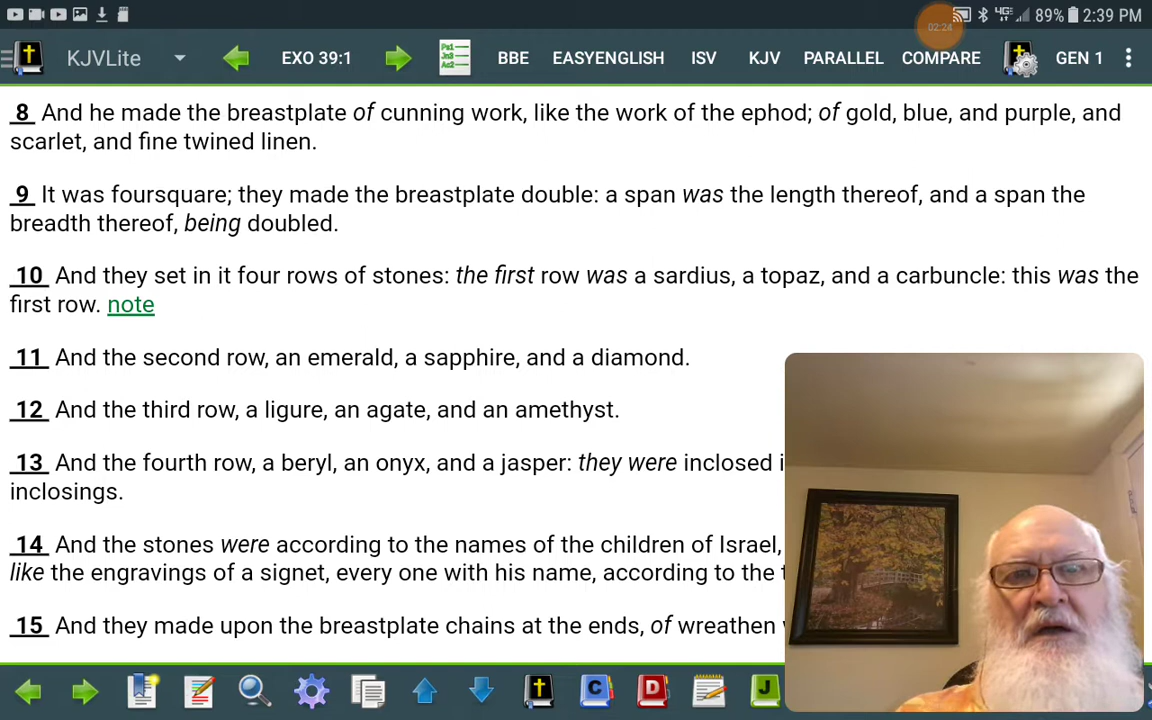 02:24 4G 89% 2:39 PM
KJVLite EXO 39:1 Ps1 Jn3 Ac2 BBE EASYENGLISH ISV KJV PARALLEL COMPARE GEN 1
8 And he made the breastplate of cunning work, like the work of the ephod; of gold, blue, and purple, and
scarlet, and fine twined linen.
9 It was foursquare; they made the breastplate double: a span was the length thereof, and a span the
breadth thereof, being doubled.
10 And they set in it four rows of stones: the first row was a sardius, a topaz, and a carbuncle: this was the
first row. note
11 And the second row, an emerald, a sapphire, and a diamond.
12 And the third row, a ligure, an agate, and an amethyst.
13 And the fourth row, a beryl, an onyx, and a jasper: they were inclosed i
inclosings.
14 And the stones were according to the names of the children of Israel,
like the engravings of a signet, every one with his name, according to the t
15 And they made upon the breastplate chains at the ends, of wreathen
C D J